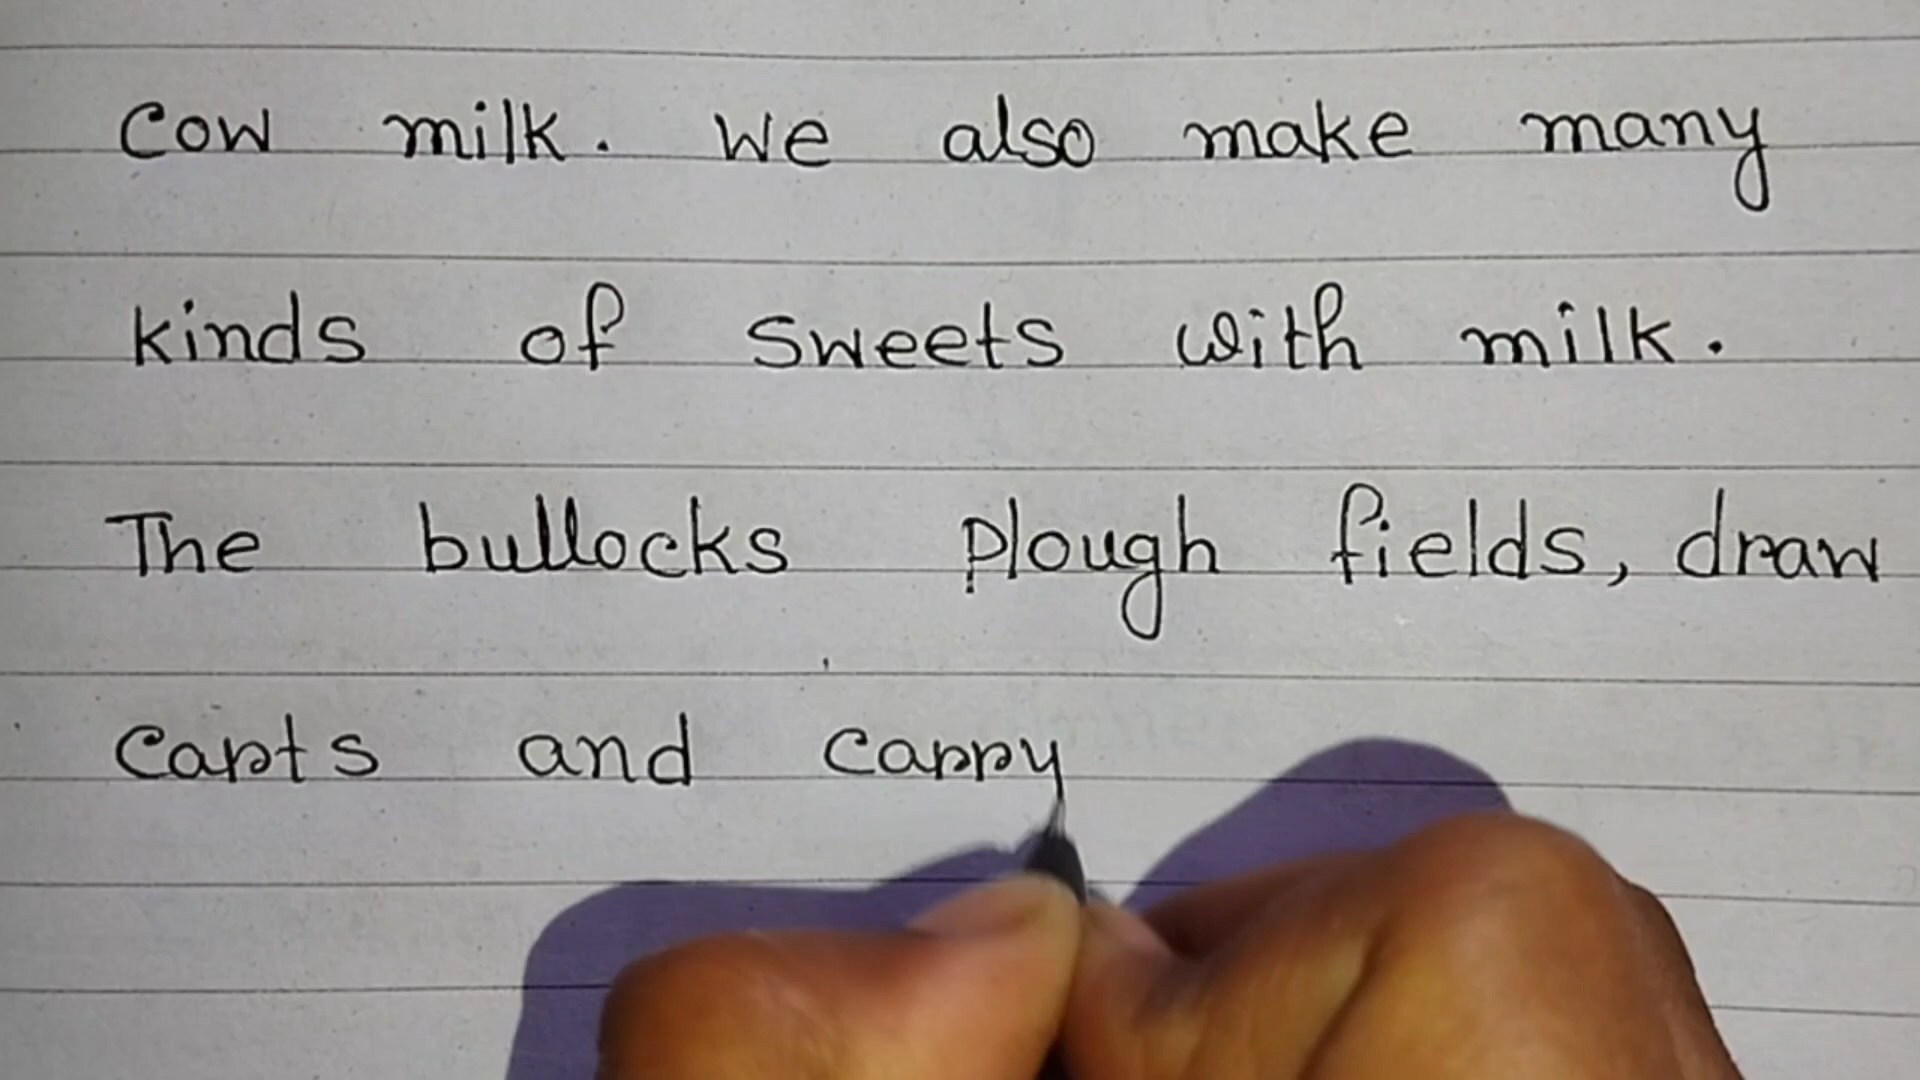 Cow milk. We also make many
kinds of sweets with milk.
The bullocks plough fields, draw
carts and carry